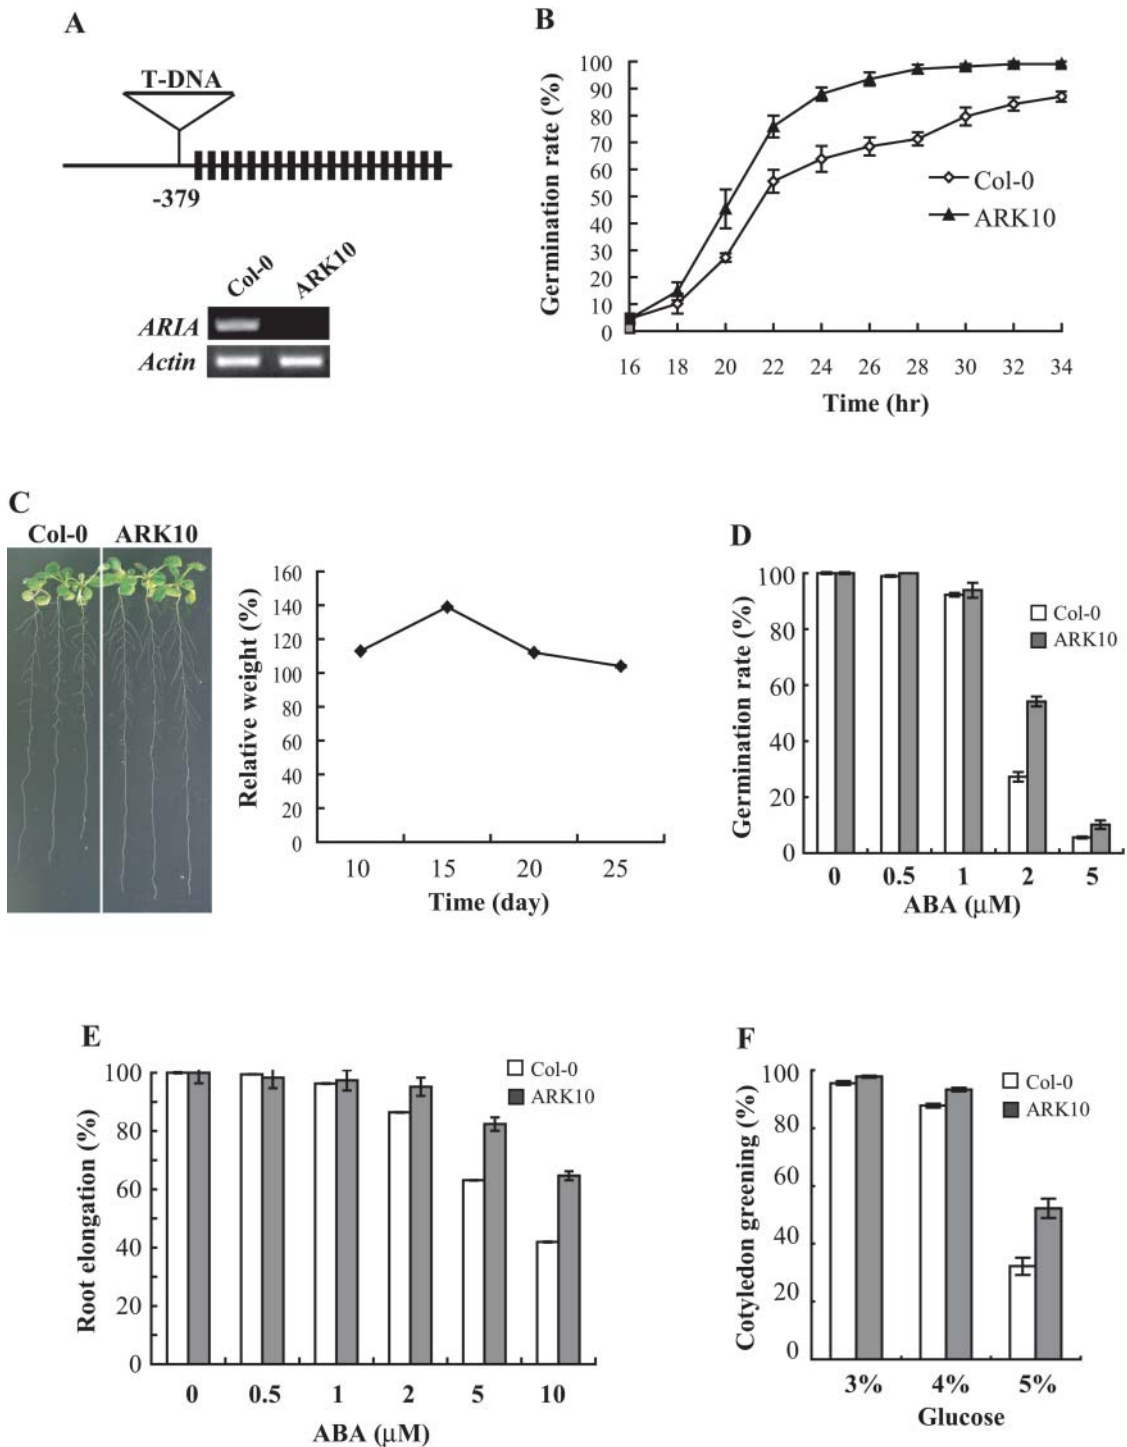 A
T-DNA
-379
Col-0 ARK10
ARIA
Actin
B
Germination rate (%)
100
90
80
70
60
50
40
30
20
10
0
16 18 20 22 24 26 28 30 32 34
Time (hr)
Col-0
ARK10
C
Col-0 ARK10
Relative weight (%)
160
140
120
100
80
60
40
20
0
10 15 20 25
Time (day)
D
Germination rate (%)
100
80
60
40
20
0
0 0.5 1 2 5
ABA (μM)
Col-0
ARK10
E
Root elongation (%)
100
80
60
40
20
0
0 0.5 1 2 5 10
ABA (μM)
Col-0
ARK10
F
Cotyledon greening (%)
100
80
60
40
20
0
3% 4% 5%
Glucose
Col-0
ARK10